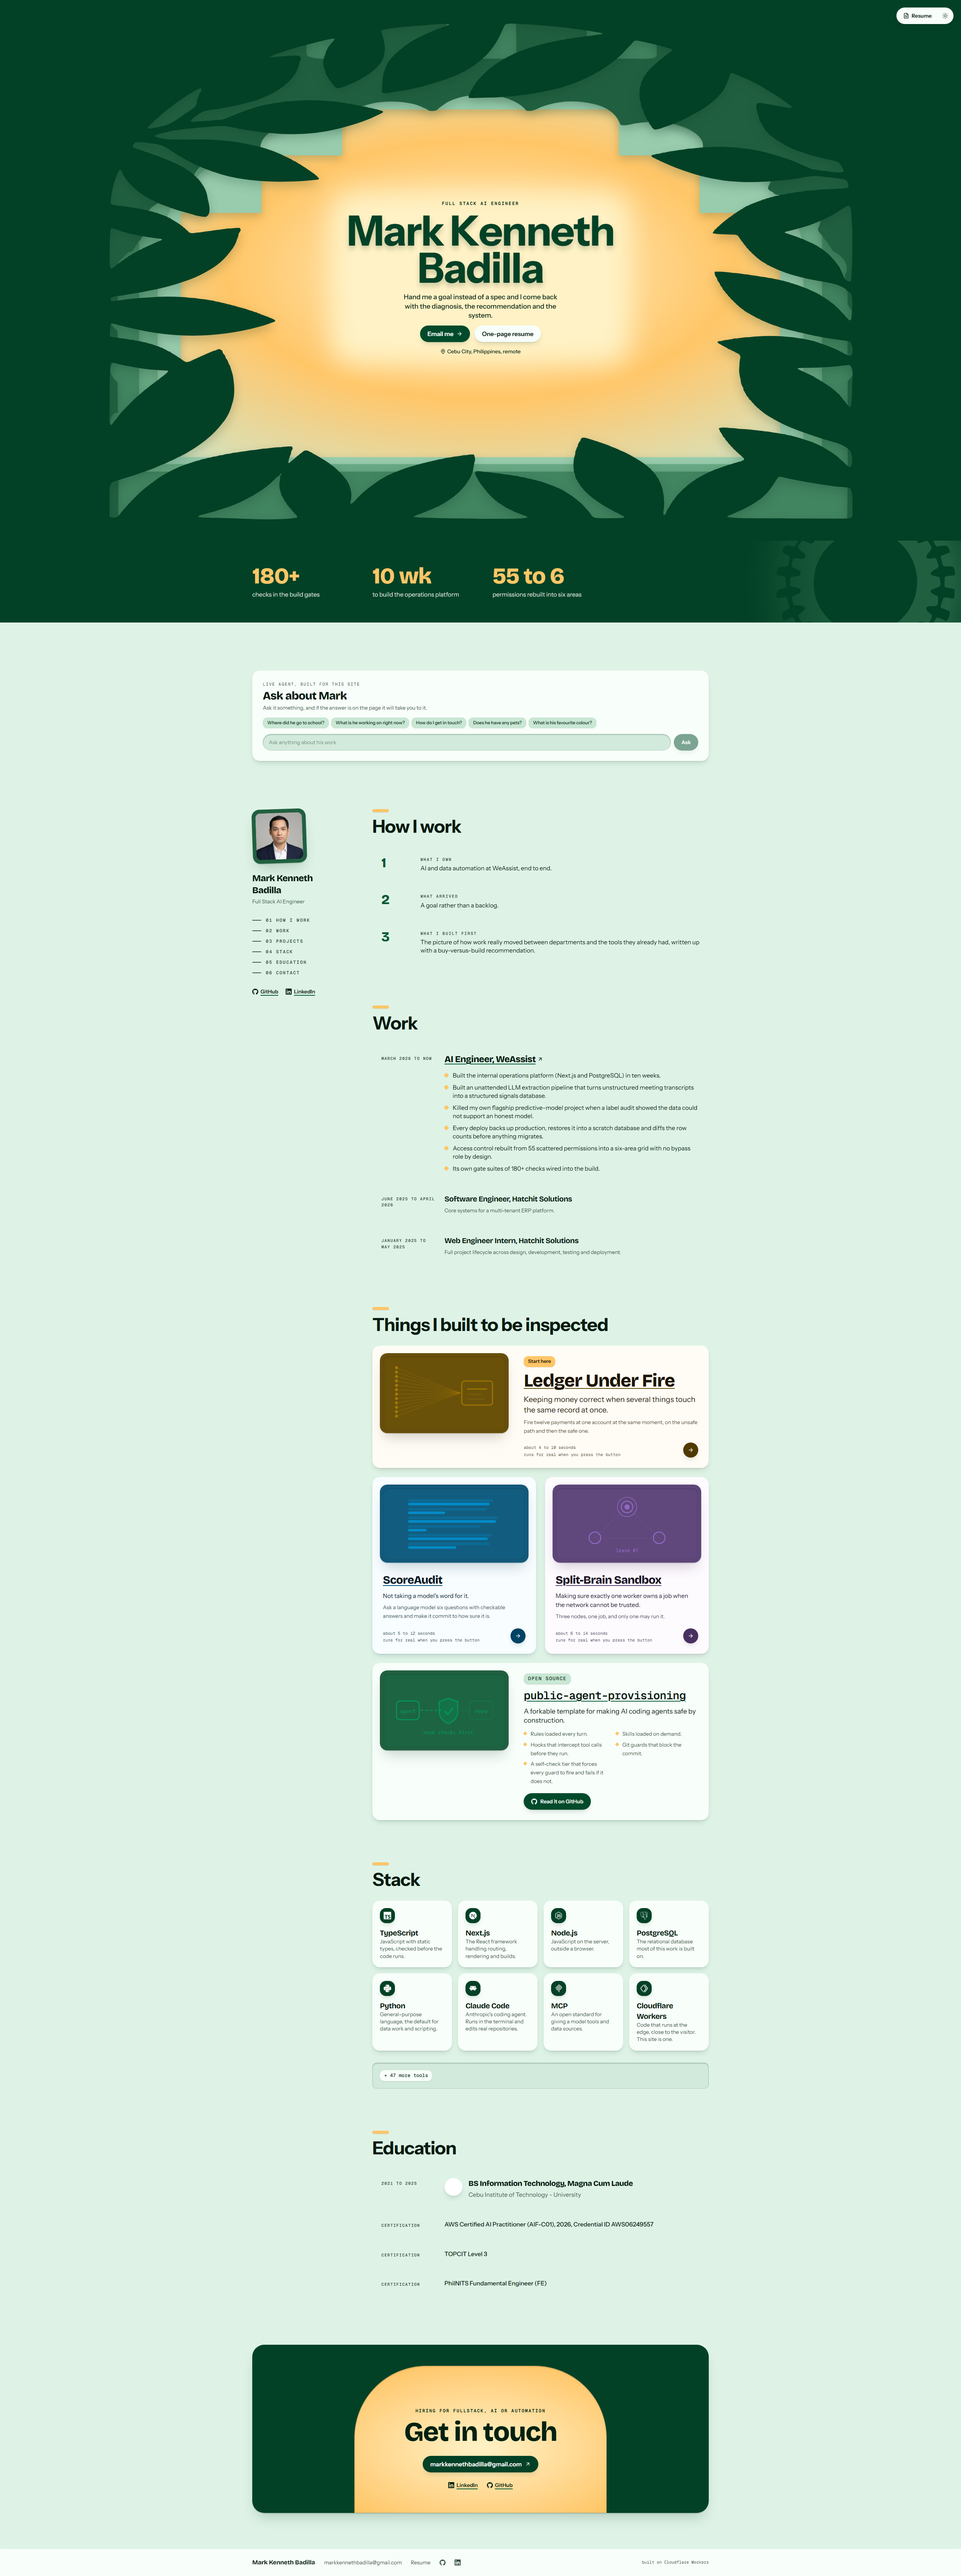 Resume
FULL STACK AI ENGINEER
Mark Kenneth
Badilla
Hand me a goal instead of a spec and I come back
with the diagnosis, the recommendation and the
system.
Email me
One-page resume
Cebu City, Philippines, remote
180+
checks in the build gates
10 wk
to build the operations platform
55 to 6
permissions rebuilt into six areas
LIVE AGENT, BUILT FOR THIS SITE
Ask about Mark
Ask it something, and if the answer is on the page it will take you to it.
Where did he go to school?
What is he working on right now?
How do I get in touch?
Does he have any pets?
What is his favourite colour?
Ask anything about his work
Ask
Mark Kenneth
Badilla
Full Stack AI Engineer
01 HOW I WORK
02 WORK
03 PROJECTS
04 STACK
05 EDUCATION
06 CONTACT
GitHub
LinkedIn
How I work
1
WHAT I OWN
AI and data automation at WeAssist, end to end.
2
WHAT ARRIVED
A goal rather than a backlog.
3
WHAT I BUILT FIRST
The picture of how work really moved between departments and the tools they already had, written up
with a buy-versus-build recommendation.
Work
MARCH 2026 TO NOW
AI Engineer, WeAssist
Built the internal operations platform (Next.js and PostgreSQL) in ten weeks.
Built an unattended LLM extraction pipeline that turns unstructured meeting transcripts
into a structured signals database.
Killed my own flagship predictive-model project when a label audit showed the data could
not support an honest model.
Every deploy backs up production, restores it into a scratch database and diffs the row
counts before anything migrates.
Access control rebuilt from 55 scattered permissions into a six-area grid with no bypass
role by design.
Its own gate suites of 180+ checks wired into the build.
JUNE 2025 TO APRIL
2026
Software Engineer, Hatchit Solutions
Core systems for a multi-tenant ERP platform.
JANUARY 2025 TO
MAY 2025
Web Engineer Intern, Hatchit Solutions
Full project lifecycle across design, development, testing and deployment.
Things I built to be inspected
Start here
Ledger Under Fire
Keeping money correct when several things touch
the same record at once.
Fire twelve payments at one account at the same moment, on the unsafe
path and then the safe one.
about 4 to 10 seconds
runs for real when you press the button
ScoreAudit
Not taking a model's word for it.
Ask a language model six questions with checkable
answers and make it commit to how sure it is.
about 5 to 12 seconds
runs for real when you press the button
Split-Brain Sandbox
Making sure exactly one worker owns a job when
the network cannot be trusted.
Three nodes, one job, and only one may run it.
about 6 to 14 seconds
runs for real when you press the button
OPEN SOURCE
public-agent-provisioning
A forkable template for making AI coding agents safe by
construction.
Rules loaded every turn.
Skills loaded on demand.
Hooks that intercept tool calls
before they run.
Git guards that block the
commit.
A self-check tier that forces
every guard to fire and fails if it
does not.
Read it on GitHub
Stack
TypeScript
JavaScript with static
types, checked before the
code runs.
Next.js
The React framework
handling routing,
rendering and builds.
Node.js
JavaScript on the server,
outside a browser.
PostgreSQL
The relational database
most of this work is built
on.
Python
General-purpose
language, the default for
data work and scripting.
Claude Code
Anthropic's coding agent.
Runs in the terminal and
edits real repositories.
MCP
An open standard for
giving a model tools and
data sources.
Cloudflare
Workers
Code that runs at the
edge, close to the visitor.
This site is one.
+ 47 more tools
Education
2021 TO 2025
BS Information Technology, Magna Cum Laude
Cebu Institute of Technology – University
CERTIFICATION
AWS Certified AI Practitioner (AIF-C01), 2026, Credential ID AWS06249557
CERTIFICATION
TOPCIT Level 3
CERTIFICATION
PhilNITS Fundamental Engineer (FE)
HIRING FOR FULLSTACK, AI OR AUTOMATION
Get in touch
markkennethbadilla@gmail.com
LinkedIn
GitHub
Mark Kenneth Badilla
markkennethbadilla@gmail.com
Resume
built on Cloudflare Workers